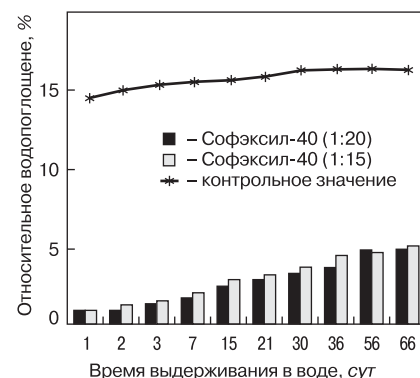 Относительное водопоглощене, %
15
10
5
0
– Софэксил-40 (1:20)
– Софэксил-40 (1:15)
– контрольное значение
1 2 3 7 15 21 30 36 56 66
Время выдерживания в воде, сут